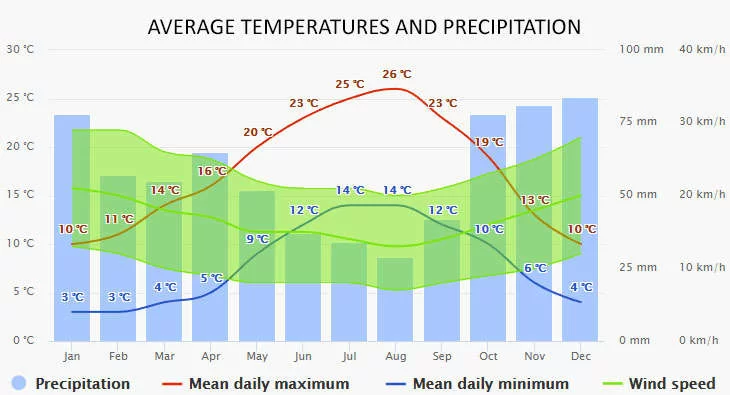 AVERAGE TEMPERATURES AND PRECIPITATION
30 °C 100 mm 40 km/h
26 °C
25 °C
25 °C 75 mm 30 km/h
23 °C 23 °C
20 °C
20 °C
19 °C
16 °C
15 °C 50 mm 20 km/h
14 °C 14 °C 14 °C
13 °C
12 °C 12 °C
11 °C
10 °C 10 °C 10 °C
10 °C 25 mm 10 km/h
9 °C
6 °C
5 °C
5 °C
4 °C 4 °C
3 °C 3 °C
0 °C 0 mm 0 km/h
Jan Feb Mar Apr May Jun Jul Aug Sep Oct Nov Dec
Precipitation Mean daily maximum Mean daily minimum Wind speed